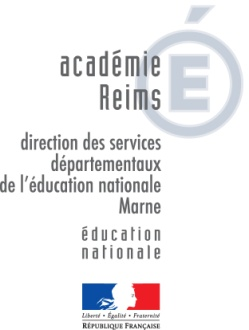 académie
Reims
É
direction des services
départementaux
de l'éducation nationale
Marne
éducation
nationale
Liberté • Égalité • Fraternité
RÉPUBLIQUE FRANÇAISE